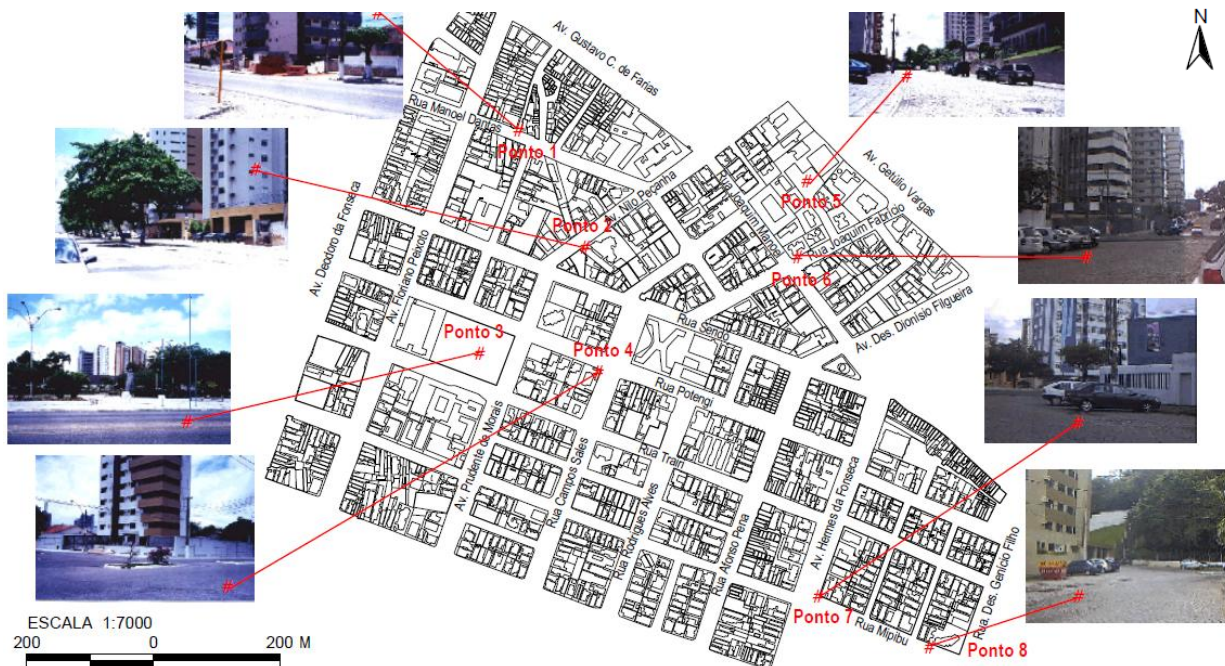 N
Av. Gustavo C. de Farias
Rua Manoel Dantas
Ponto 1
Av. Getúlio Vargas
Av. Nilo Peçanha
Ponto 5
Av. Deodoro da Fonseca
Ponto 2
Rua Joaquim Manoel
Rua Joaquim Fabrício
Av. Floriano Peixoto
Ponto 6
Rua Seridó
Av. Des. Dionísio Filgueira
Ponto 3
Ponto 4
Rua Potengi
Av. Prudente de Morais
Rua Campos Sales
Rua Trairi
Rua Rodrigues Alves
Rua Afonso Pena
Av. Hermes da Fonseca
Rua. Des. Genício Filho
Ponto 7
Rua Mipibu
Ponto 8
ESCALA 1:7000
200 0 200 M